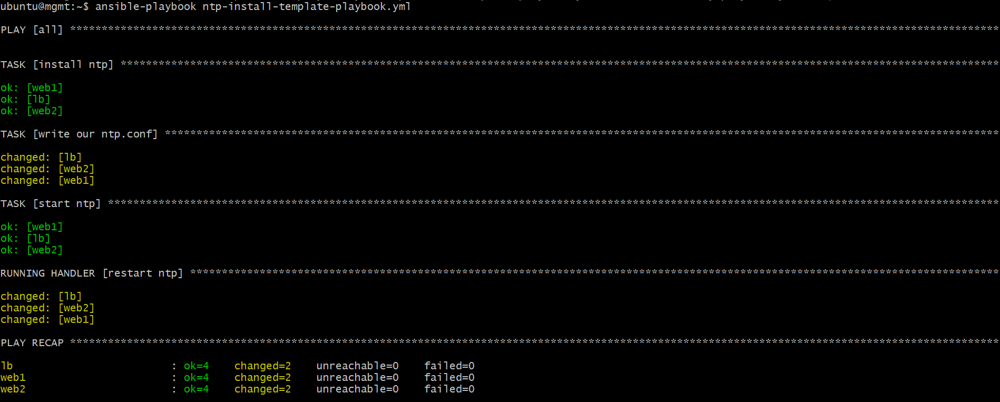 ubuntu@mgmt:~$ ansible-playbook ntp-install-template-playbook.yml
PLAY [all] ***************************************************************************************************************************************************
TASK [install ntp] *******************************************************************************************************************************************
ok: [web1]
ok: [lb]
ok: [web2]
TASK [write our ntp.conf] ************************************************************************************************************************************
changed: [lb]
changed: [web2]
changed: [web1]
TASK [start ntp] *********************************************************************************************************************************************
ok: [web1]
ok: [lb]
ok: [web2]
RUNNING HANDLER [restart ntp] ********************************************************************************************************************************
changed: [lb]
changed: [web2]
changed: [web1]
PLAY RECAP ***************************************************************************************************************************************************
lb                         : ok=4    changed=2    unreachable=0    failed=0
web1                       : ok=4    changed=2    unreachable=0    failed=0
web2                       : ok=4    changed=2    unreachable=0    failed=0